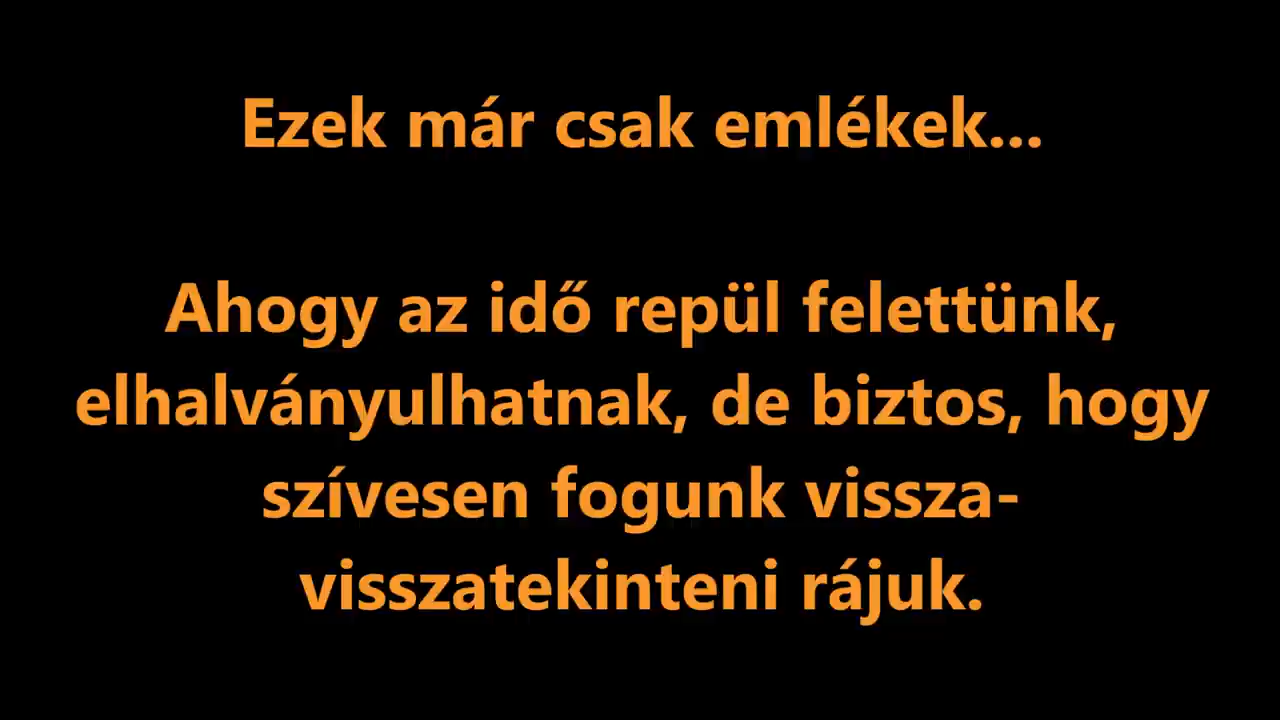 Ezek már csak emlékek...
Ahogy az idő repül felettünk,
elhalványulhatnak, de biztos, hogy
szívesen fogunk vissza-
visszatekinteni rájuk.